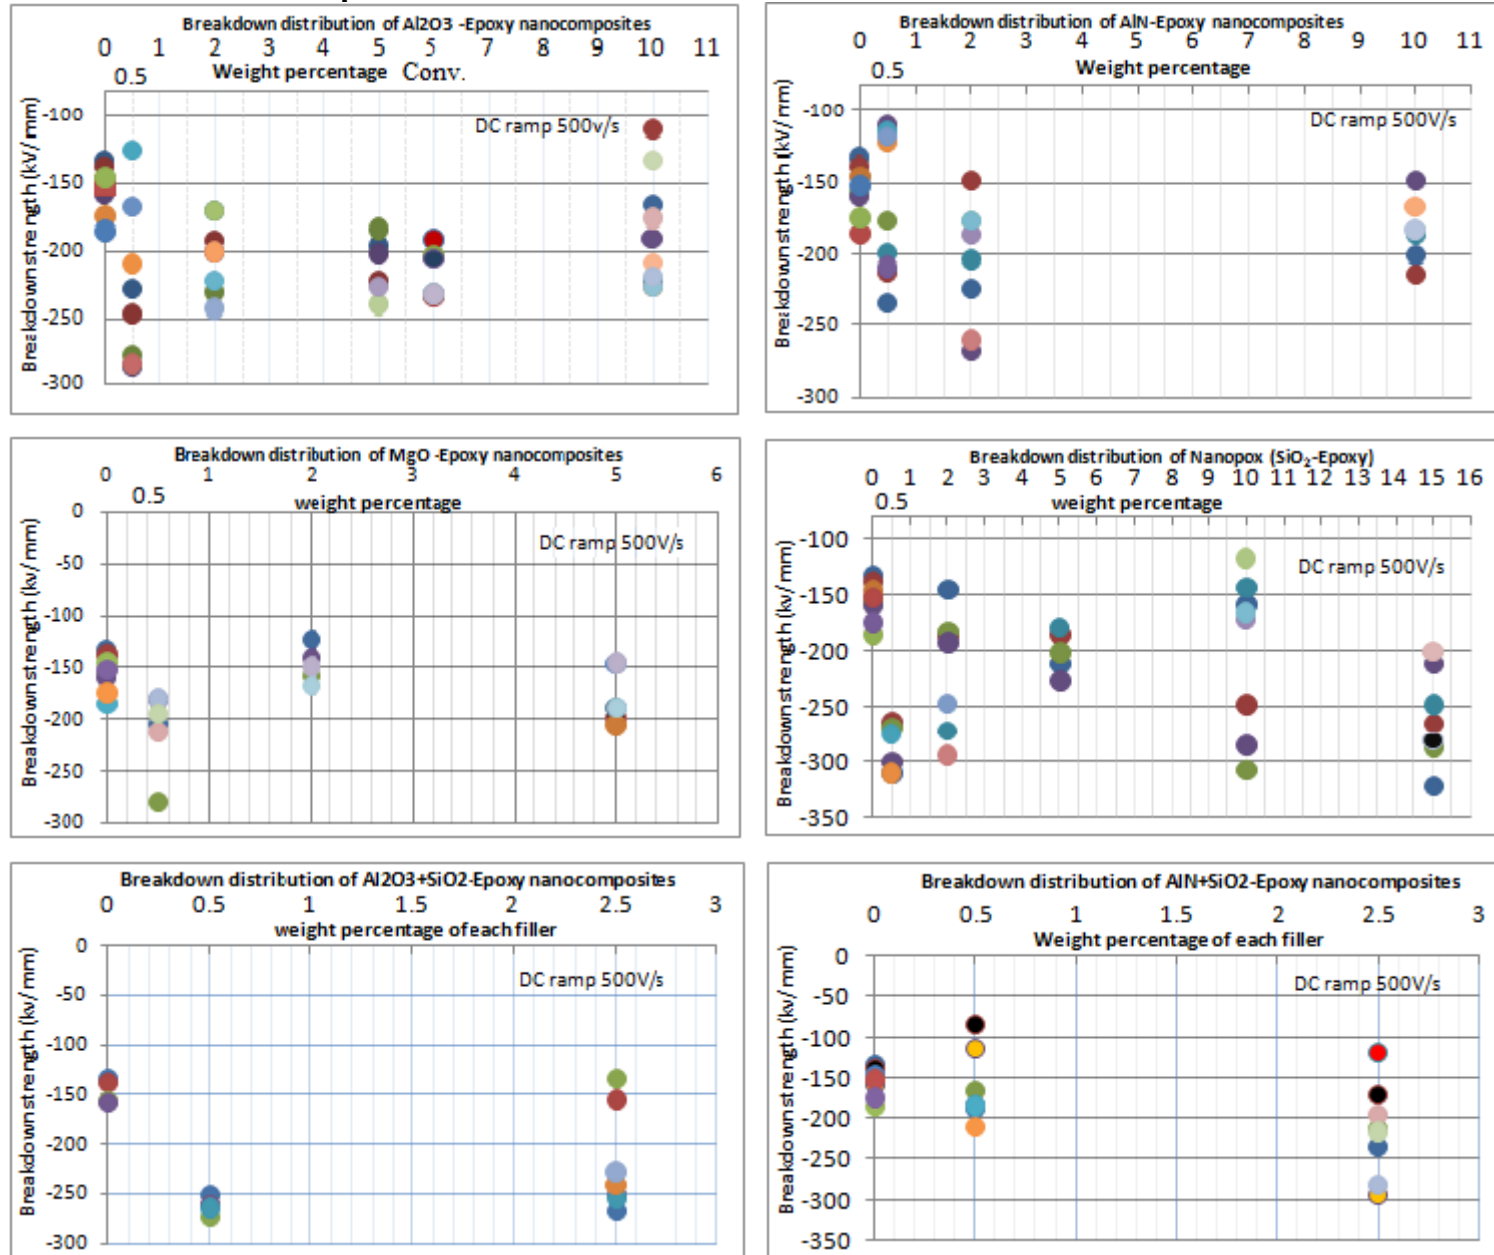 Breakdown distribution of Al2O3 -Epoxy nanocomposites
0 1 2 3 4 5 5 7 8 9 10 11
0.5 Weight percentage Conv.
Breakdown strength (kV/mm)
DC ramp 500v/s
-100
-150
-200
-250
-300
Breakdown distribution of AlN-Epoxy nanocomposites
0 1 2 3 4 5 6 7 8 9 10 11
0.5 Weight percentage
Breakdown strength (kV/mm)
DC ramp 500V/s
-100
-150
-200
-250
-300
Breakdown distribution of MgO -Epoxy nanocomposites
0 1 2 3 4 5 6
0.5 weight percentage
Breakdown strength (kv/mm)
DC ramp 500V/s
0
-50
-100
-150
-200
-250
-300
Breakdown distribution of Nanopox (SiO₂-Epoxy)
0 1 2 3 4 5 6 7 8 9 10 11 12 13 14 15 16
0.5 weight percentage
Breakdown strength (kv/mm)
DC ramp 500V/s
-100
-150
-200
-250
-300
-350
Breakdown distribution of Al2O3+SiO2-Epoxy nanocomposites
0 0.5 1 1.5 2 2.5 3
weight percentage of each filler
Breakdown strength (kv/mm)
DC ramp 500V/s
0
-50
-100
-150
-200
-250
-300
Breakdown distribution of AlN+SiO2-Epoxy nanocomposites
0 0.5 1 1.5 2 2.5 3
Weight percentage of each filler
Breakdown strength (kv/mm)
DC ramp 500V/s
0
-50
-100
-150
-200
-250
-300
-350